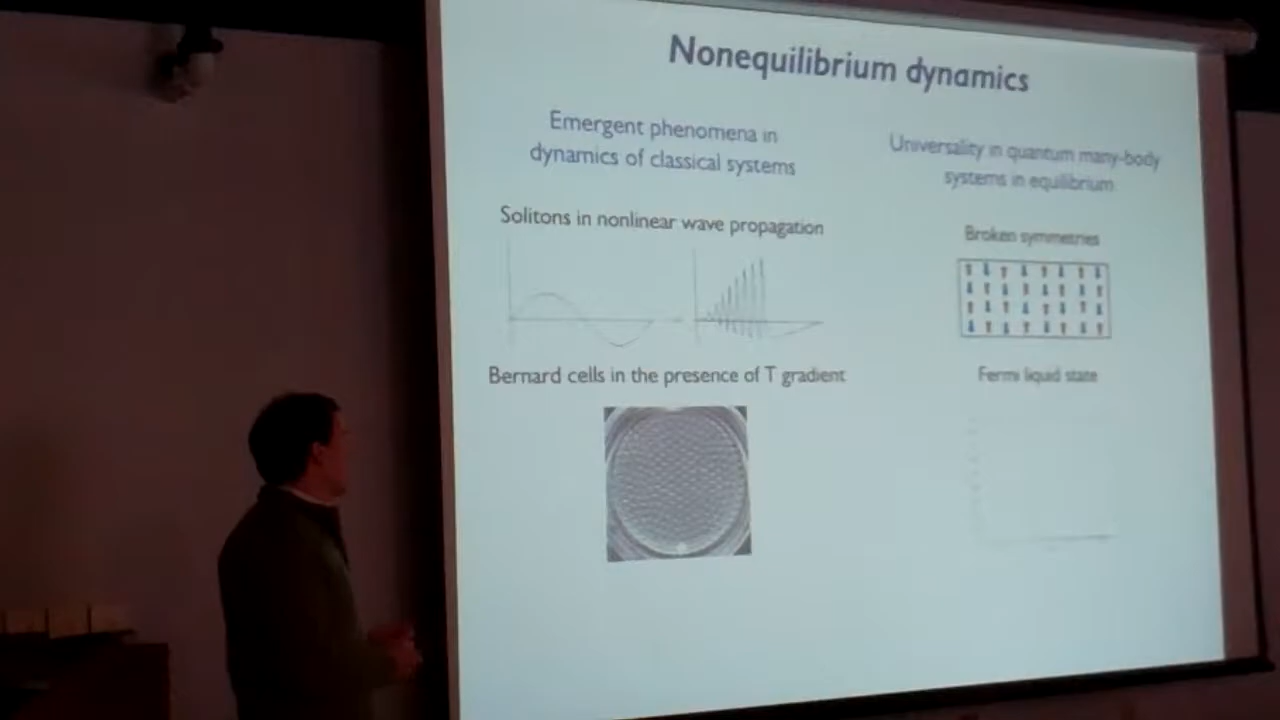 Nonequilibrium dynamics
Emergent phenomena in
dynamics of classical systems
Solitons in nonlinear wave propagation
Bernard cells in the presence of T gradient
Universality in quantum many-body
systems in equilibrium
Broken symmetries
Fermi liquid state